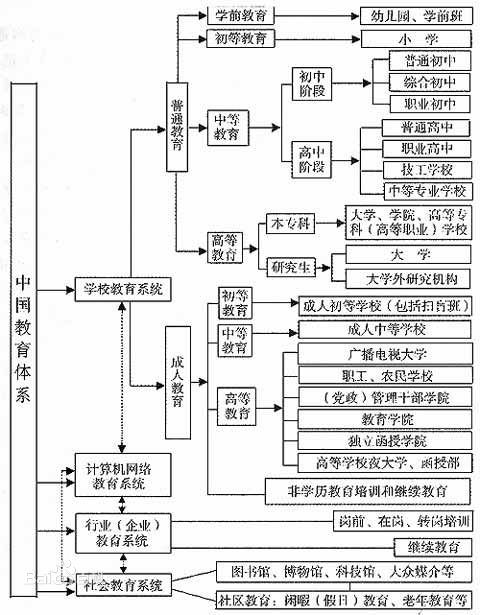 学前教育
幼儿园、学前班
初等教育
小 学
普通教育
中等
教育
初中
阶段
普通初中
综合初中
职业初中
高中
阶段
普通高中
职业高中
技工学校
中等专业学校
高等
教育
本专科
大学、学院、高等专
科(高等职业)学校
研究生
大 学
大学外研究机构
中国教育体系
学校教育系统
成人教育
初等
教育
成人初等学校(包括扫盲班)
中等
教育
成人中等学校
高等
教育
广播电视大学
职工、农民学校
(党政)管理干部学院
教育学院
独立函授学院
高等学校夜大学、函授部
非学历教育培训和继续教育
计算机网络
教育系统
行业(企业)
教育系统
岗前、在岗、转岗培训
继续教育
社会教育系统
图书馆、博物馆、科技馆、大众媒介等
社区教育:闲暇(假日)教育、老年教育等